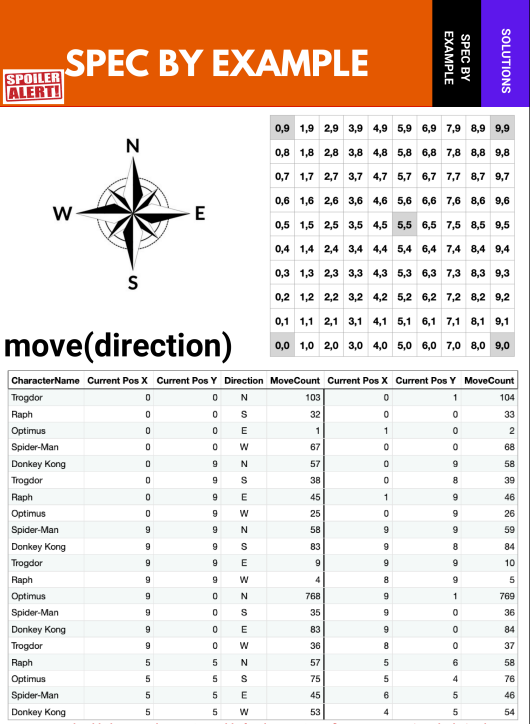 SPEC BY EXAMPLE
SPOILER
ALERT!
SPEC BY
EXAMPLE
SOLUTIONS
N
W E
S
0,9 1,9 2,9 3,9 4,9 5,9 6,9 7,9 8,9 9,9
0,8 1,8 2,8 3,8 4,8 5,8 6,8 7,8 8,8 9,8
0,7 1,7 2,7 3,7 4,7 5,7 6,7 7,7 8,7 9,7
0,6 1,6 2,6 3,6 4,6 5,6 6,6 7,6 8,6 9,6
0,5 1,5 2,5 3,5 4,5 5,5 6,5 7,5 8,5 9,5
0,4 1,4 2,4 3,4 4,4 5,4 6,4 7,4 8,4 9,4
0,3 1,3 2,3 3,3 4,3 5,3 6,3 7,3 8,3 9,3
0,2 1,2 2,2 3,2 4,2 5,2 6,2 7,2 8,2 9,2
0,1 1,1 2,1 3,1 4,1 5,1 6,1 7,1 8,1 9,1
0,0 1,0 2,0 3,0 4,0 5,0 6,0 7,0 8,0 9,0
move(direction)
CharacterName Current Pos X Current Pos Y Direction MoveCount Current Pos X Current Pos Y MoveCount
Trogdor 0 0 N 103 0 1 104
Raph 0 0 S 32 0 0 33
Optimus 0 0 E 1 1 0 2
Spider-Man 0 0 W 67 0 0 68
Donkey Kong 0 9 N 57 0 9 58
Trogdor 0 9 S 38 0 8 39
Raph 0 9 E 45 1 9 46
Optimus 0 9 W 25 0 9 26
Spider-Man 9 9 N 58 9 9 59
Donkey Kong 9 9 S 83 9 8 84
Trogdor 9 9 E 9 9 9 10
Raph 9 9 W 4 8 9 5
Optimus 9 0 N 768 9 1 769
Spider-Man 9 0 S 35 9 0 36
Donkey Kong 9 0 E 83 9 0 84
Trogdor 9 0 W 36 8 0 37
Raph 5 5 N 57 5 6 58
Optimus 5 5 S 75 5 4 76
Spider-Man 5 5 E 45 6 5 46
Donkey Kong 5 5 W 53 4 5 54